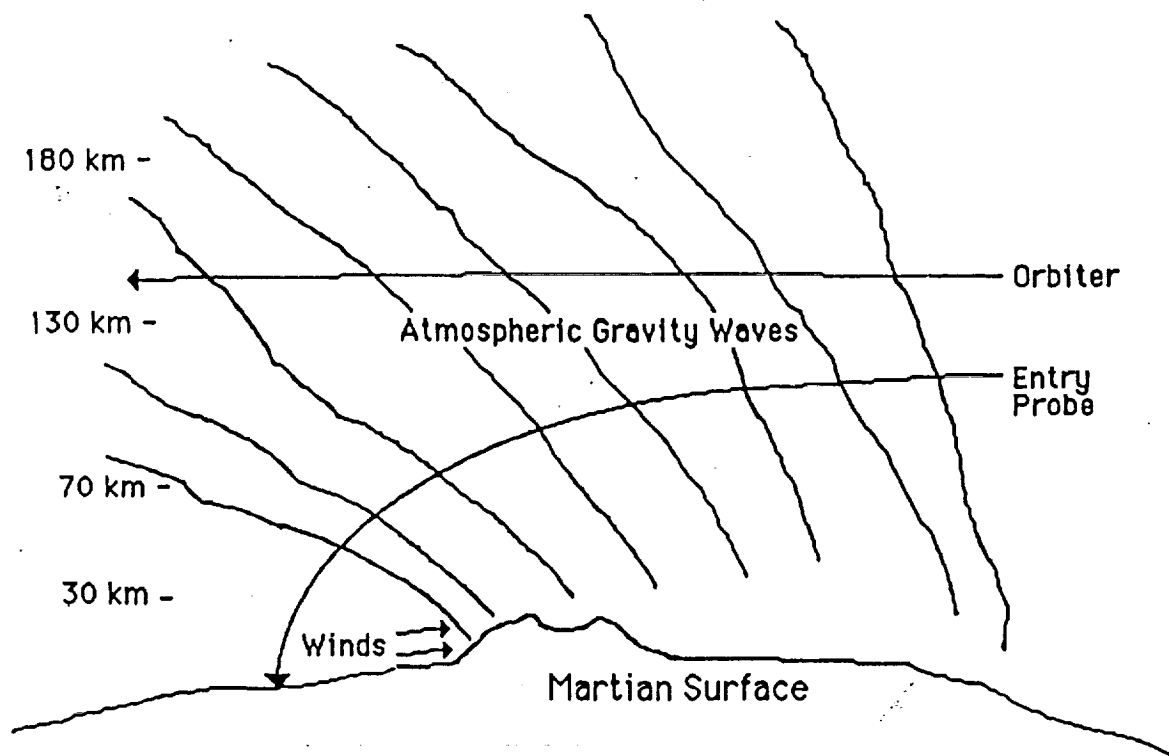 180 km -
Orbiter
130 km -
Atmospheric Gravity Waves
Entry
Probe
70 km -
30 km -
Winds
Martian Surface